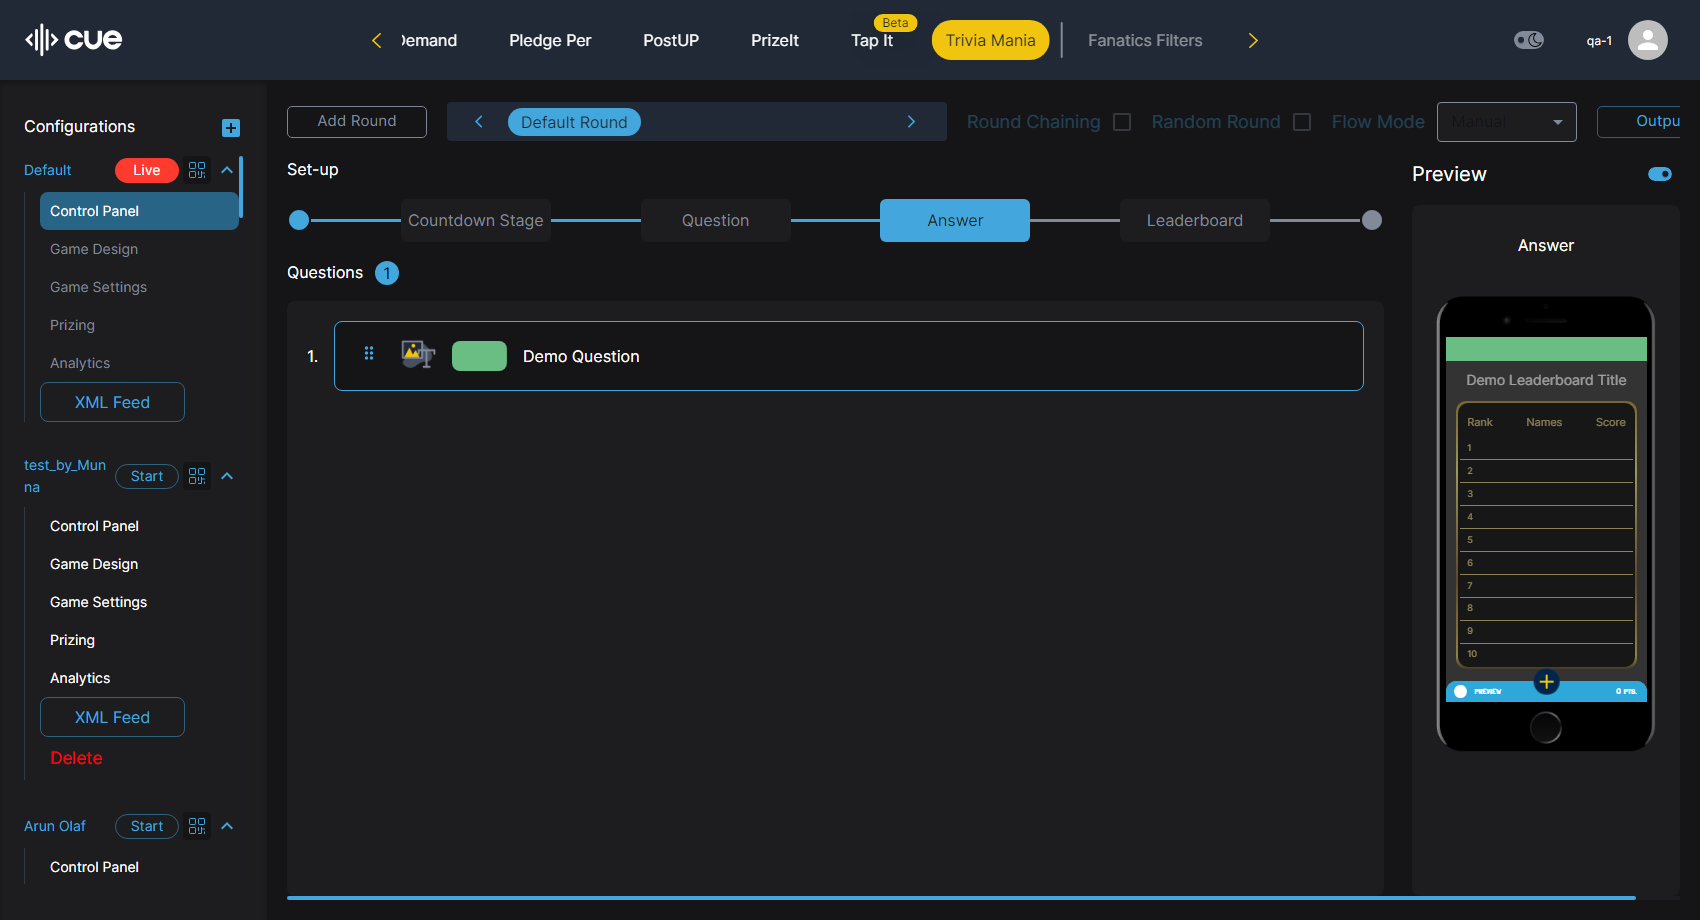 cue
Demand
Pledge Per
PostUP
PrizeIt
Tap It
Beta
Trivia Mania
Fanatics Filters
qa-1
Configurations
Add Round
Default Round
Round Chaining
Random Round
Flow Mode
Manual
Outpu
Default
Live
Control Panel
Game Design
Game Settings
Prizing
Analytics
XML Feed
test_by_Mun
na
Start
Control Panel
Game Design
Game Settings
Prizing
Analytics
XML Feed
Delete
Arun Olaf
Start
Control Panel
Set-up
Countdown Stage
Question
Answer
Leaderboard
Questions 1
1. Demo Question
Preview
Answer
Demo Leaderboard Title
Rank Names Score
1
2
3
4
5
6
7
8
9
10
PREVIEW
0 PTS.